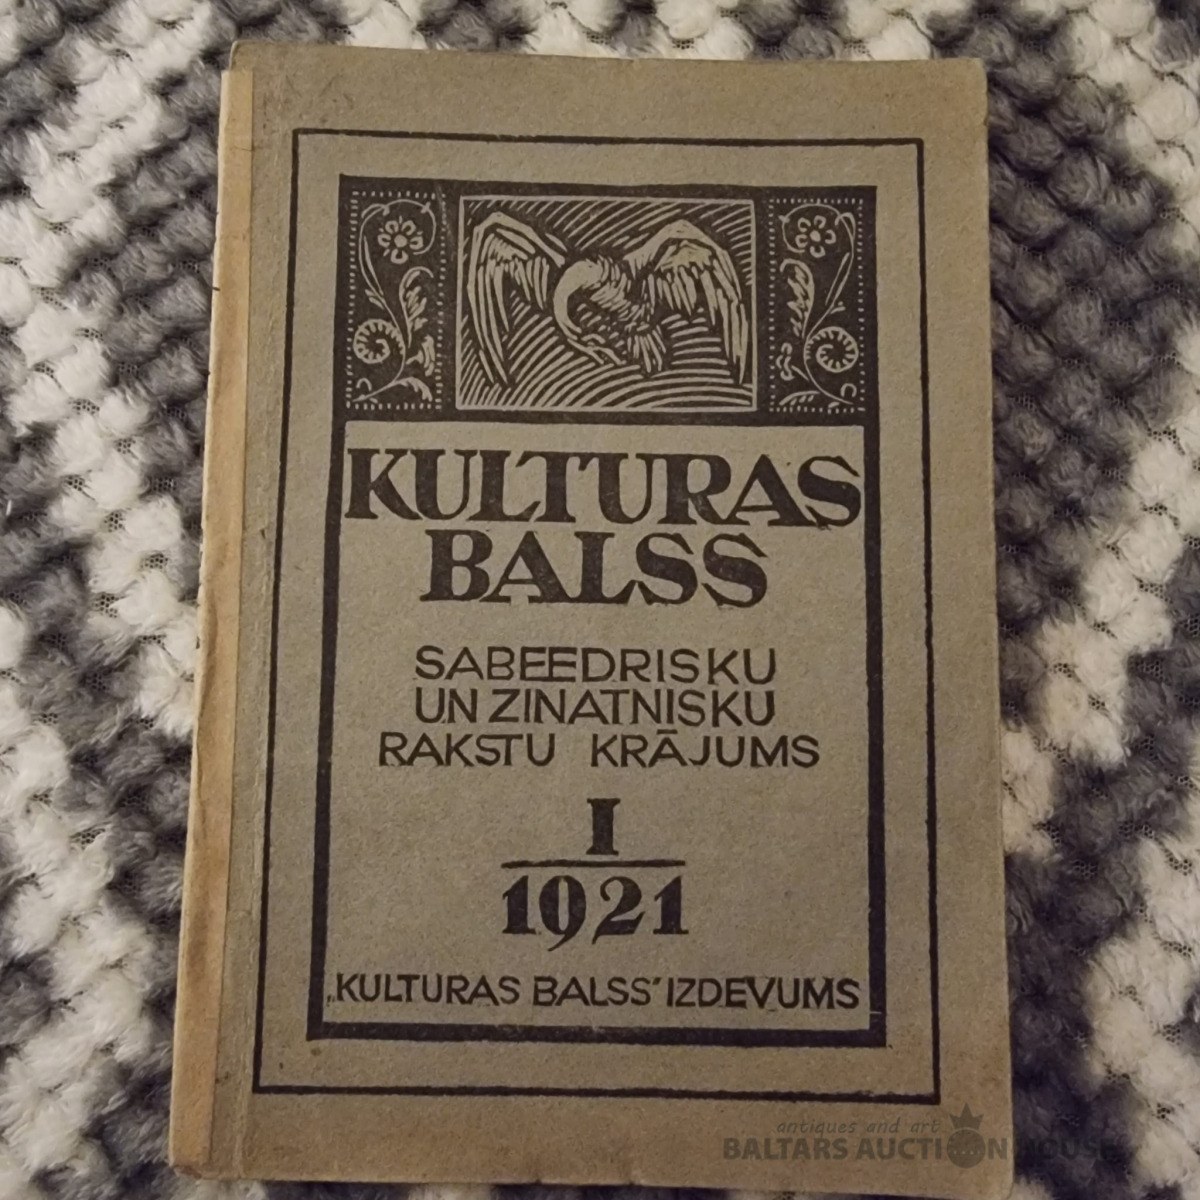 KULTURAS
BALSS
SABEEDRISKU
UN ZINATNISKU
RAKSTU KRĀJUMS
I
1921
„KULTURAS BALSS" IZDEVUMS
antiques and art
BALTARS AUCTION HOUSE